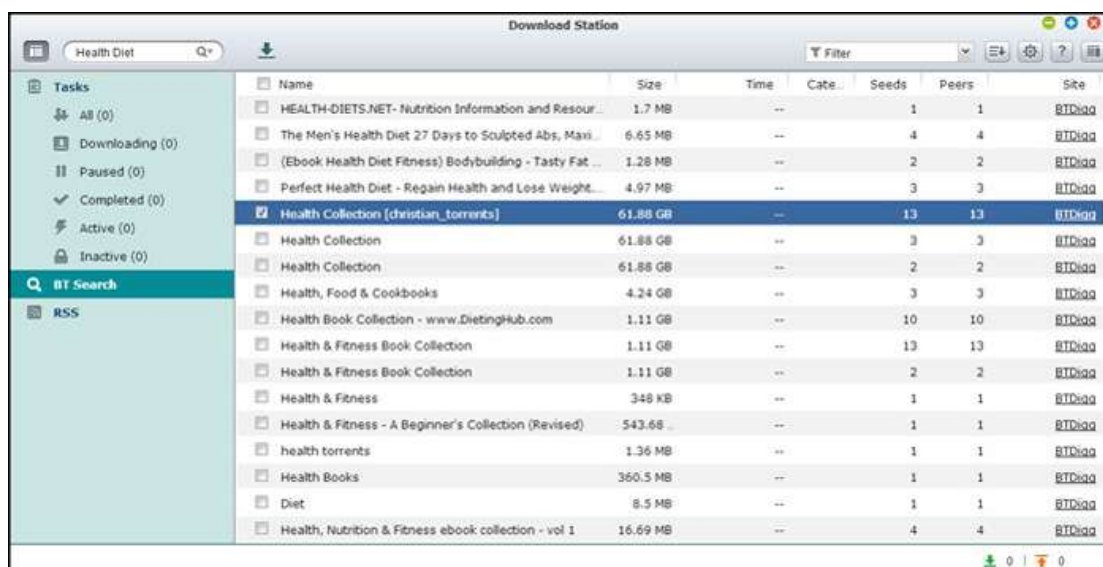 Download Station
Health Diet
Filter
?
Tasks
All (0)
Downloading (0)
Paused (0)
Completed (0)
Active (0)
Inactive (0)
BT Search
RSS
Name Size Time Cate.. Seeds Peers Site
HEALTH-DIETS.NET- Nutrition Information and Resour.. 1.7 MB -- 1 1 BTDigg
The Men's Health Diet 27 Days to Sculpted Abs, Maxi.. 6.65 MB -- 4 4 BTDigg
(Ebook Health Diet Fitness) Bodybuilding - Tasty Fat ... 1.28 MB -- 2 2 BTDigg
Perfect Health Diet - Regain Health and Lose Weight... 4.97 MB -- 3 3 BTDigg
Health Collection [christian_torrents] 61.88 GB -- 13 13 BTDigg
Health Collection 61.88 GB -- 3 3 BTDigg
Health Collection 61.88 GB -- 2 2 BTDigg
Health, Food & Cookbooks 4.24 GB -- 3 3 BTDigg
Health Book Collection - www.DietingHub.com 1.11 GB -- 10 10 BTDigg
Health & Fitness Book Collection 1.11 GB -- 13 13 BTDigg
Health & Fitness Book Collection 1.11 GB -- 2 2 BTDigg
Health & Fitness 348 KB -- 1 1 BTDigg
Health & Fitness - A Beginner's Collection (Revised) 543.68 .. -- 1 1 BTDigg
health torrents 1.36 MB -- 1 1 BTDigg
Health Books 360.5 MB -- 1 1 BTDigg
Diet 8.5 MB -- 1 1 BTDigg
Health, Nutrition & Fitness ebook collection - vol 1 16.69 MB -- 4 4 BTDigg
0 | 0